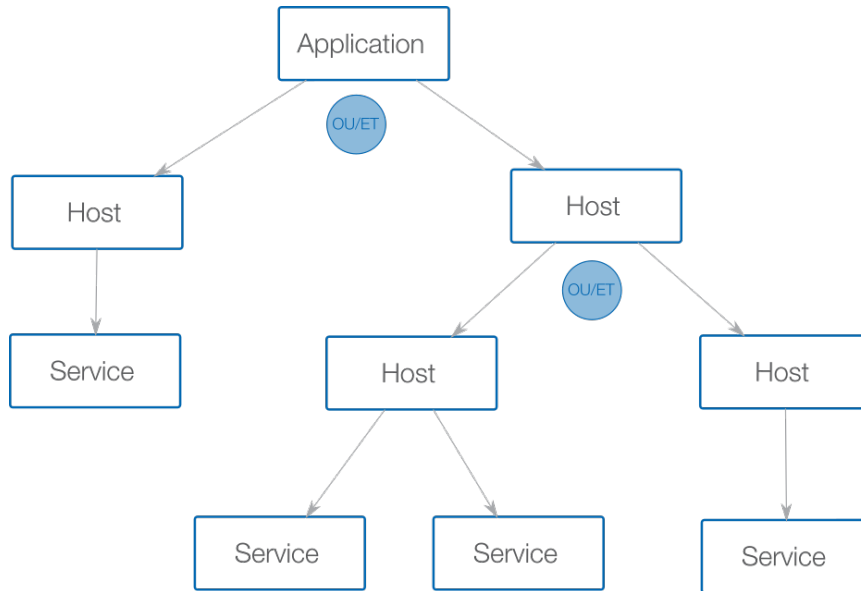 Application
OU/ET
Host
Host
OU/ET
Service
Host
Host
Service
Service
Service